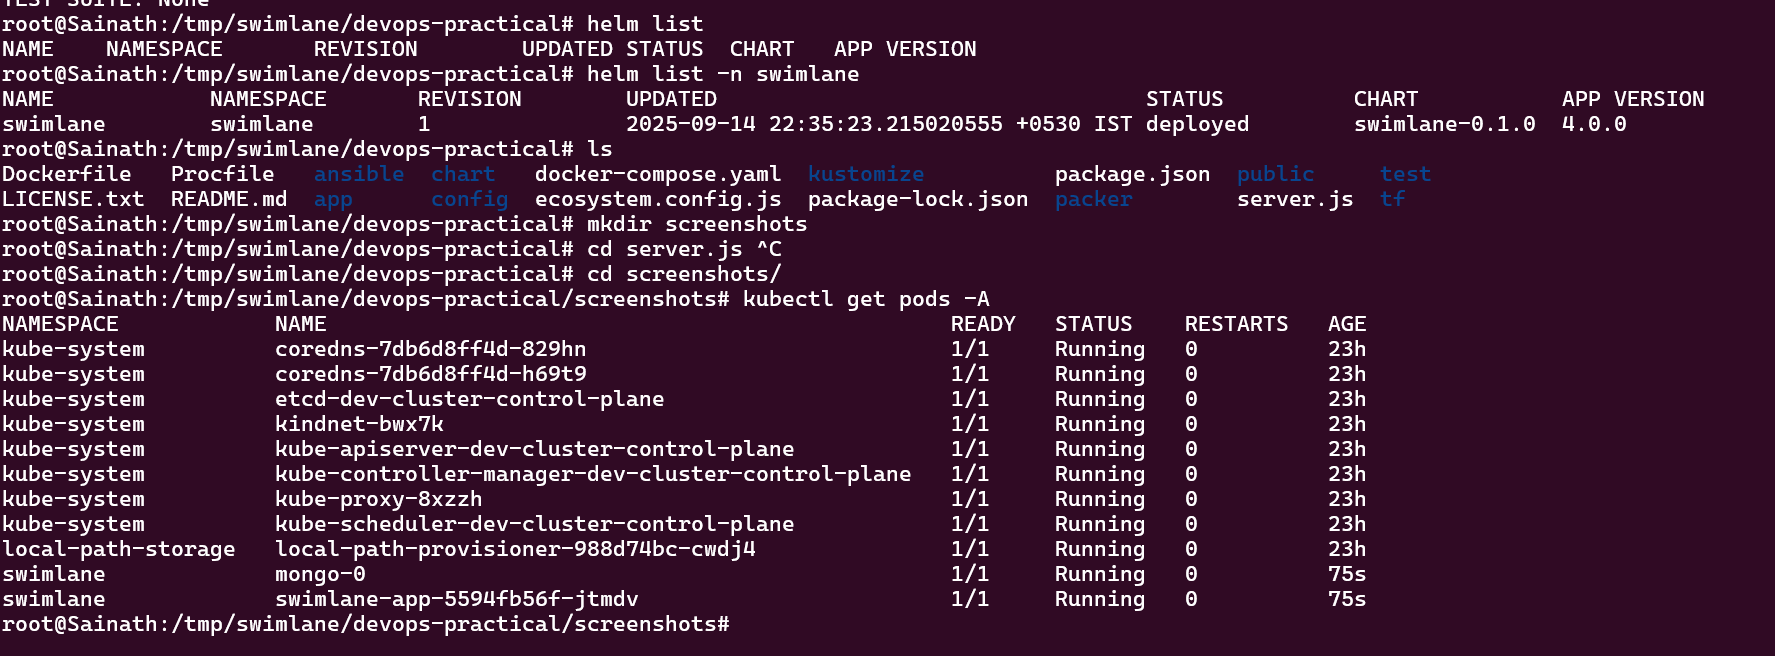 TEST SUITE: None
root@Sainath:/tmp/swimlane/devops-practical# helm list
NAME    NAMESPACE       REVISION        UPDATED STATUS  CHART   APP VERSION
root@Sainath:/tmp/swimlane/devops-practical# helm list -n swimlane
NAME            NAMESPACE       REVISION        UPDATED                                 STATUS          CHART           APP VERSION
swimlane        swimlane        1               2025-09-14 22:35:23.215020555 +0530 IST deployed        swimlane-0.1.0  4.0.0
root@Sainath:/tmp/swimlane/devops-practical# ls
Dockerfile   Procfile   ansible  chart   docker-compose.yaml  kustomize          package.json  public     test
LICENSE.txt  README.md  app      config  ecosystem.config.js  package-lock.json  packer        server.js  tf
root@Sainath:/tmp/swimlane/devops-practical# mkdir screenshots
root@Sainath:/tmp/swimlane/devops-practical# cd server.js ^C
root@Sainath:/tmp/swimlane/devops-practical# cd screenshots/
root@Sainath:/tmp/swimlane/devops-practical/screenshots# kubectl get pods -A
NAMESPACE            NAME                                                READY   STATUS    RESTARTS   AGE
kube-system          coredns-7db6d8ff4d-829hn                            1/1     Running   0          23h
kube-system          coredns-7db6d8ff4d-h69t9                            1/1     Running   0          23h
kube-system          etcd-dev-cluster-control-plane                      1/1     Running   0          23h
kube-system          kindnet-bwx7k                                       1/1     Running   0          23h
kube-system          kube-apiserver-dev-cluster-control-plane            1/1     Running   0          23h
kube-system          kube-controller-manager-dev-cluster-control-plane   1/1     Running   0          23h
kube-system          kube-proxy-8xzzh                                    1/1     Running   0          23h
kube-system          kube-scheduler-dev-cluster-control-plane            1/1     Running   0          23h
local-path-storage   local-path-provisioner-988d74bc-cwdj4               1/1     Running   0          23h
swimlane             mongo-0                                             1/1     Running   0          75s
swimlane             swimlane-app-5594fb56f-jtmdv                        1/1     Running   0          75s
root@Sainath:/tmp/swimlane/devops-practical/screenshots#